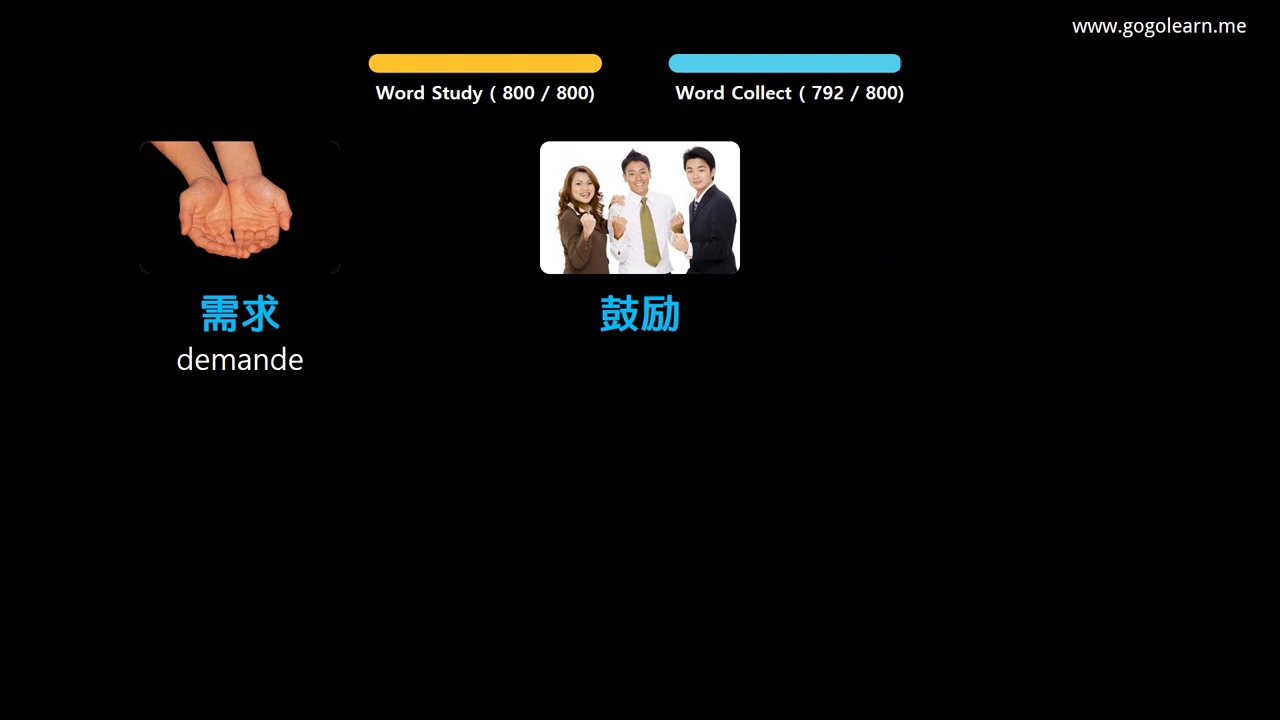 www.gogolearn.me
Word Study ( 800 / 800)
Word Collect ( 792 / 800)
需求
demande
鼓励